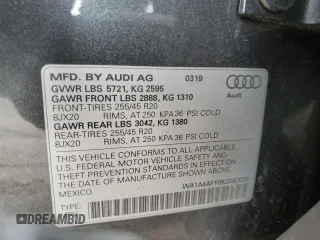 MFD. BY AUDI AG 0319
GVWR LBS 5721, KG 2595
GAWR FRONT LBS 2888, KG 1310
FRONT-TIRES 255/45 R20
8JX20 RIMS, AT 250 KPA 36 PSI COLD
GAWR REAR LBS 3042, KG 1380
REAR-TIRES 255/45 R20
8JX20 RIMS, AT 250 KPA 36 PSI COLD
Audi
THIS VEHICLE CONFORMS TO ALL APPLICABLE
U.S. FEDERAL MOTOR VEHICLE SAFETY AND
THEFT PREVENTION STANDARDS IN EFFECT ON
THE DATE OF MANUFACTURE SHOWN ABOVE.
MEXICO
TYPE:
DREAMBID.COM